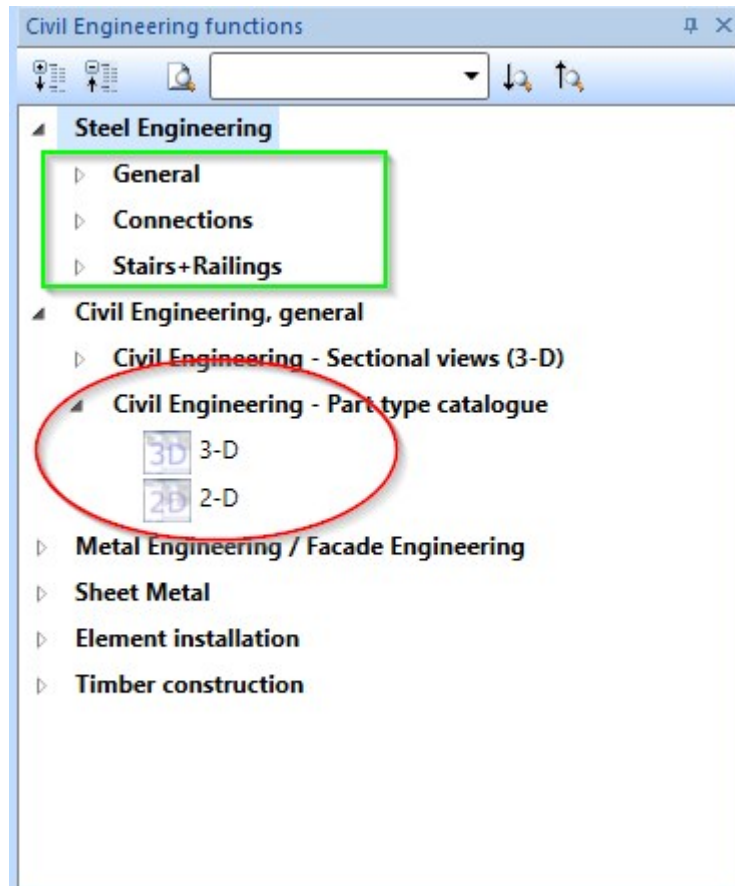 Civil Engineering functions
Steel Engineering
General
Connections
Stairs+Railings
Civil Engineering, general
Civil Engineering - Sectional views (3-D)
Civil Engineering - Part type catalogue
3D 3-D
2D 2-D
Metal Engineering / Facade Engineering
Sheet Metal
Element installation
Timber construction